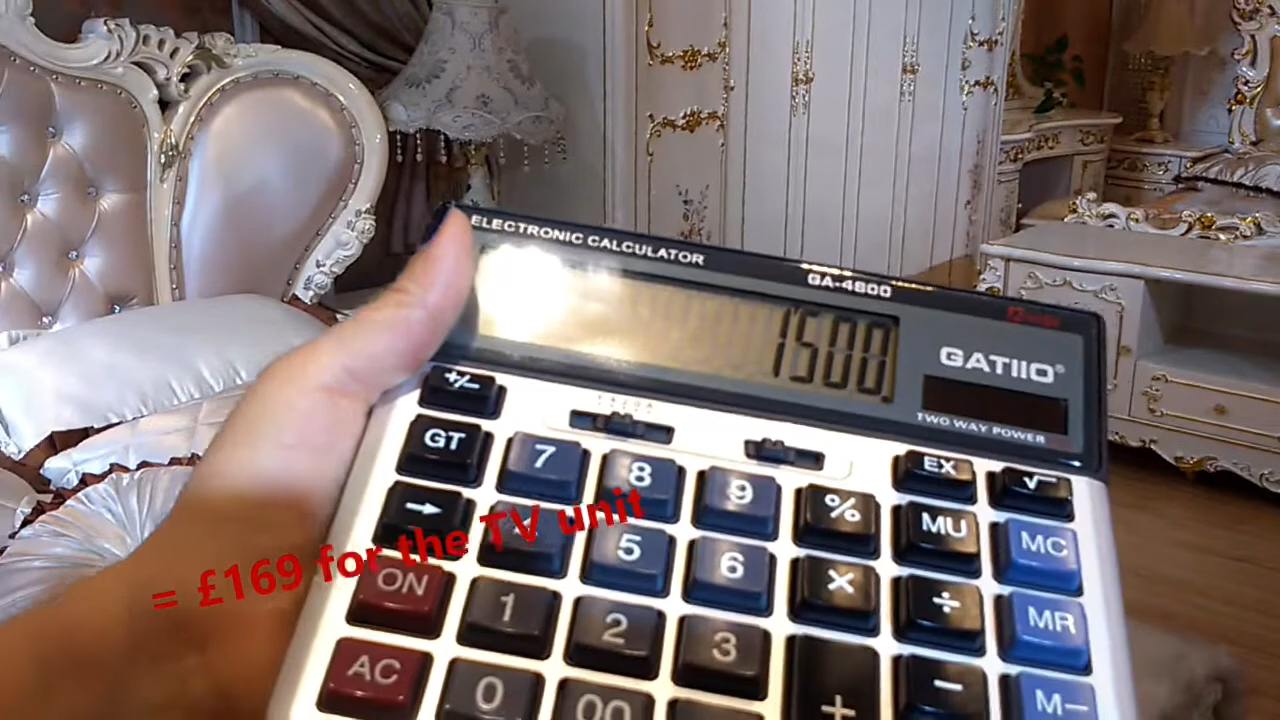 ELECTRONIC CALCULATOR
GA-4800
1500.
GATIIO®
TWO WAY POWER
+/-
GT 7 8 9 % EX √
→ 5 6 × MU MC
ON 1 2 3 ÷ MR
AC 0 00 + − M−
= £169 for the TV unit